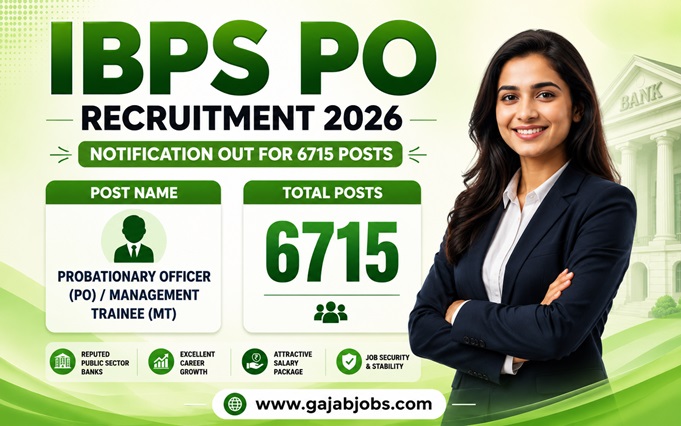 IBPS PO
RECRUITMENT 2026
NOTIFICATION OUT FOR 6715 POSTS
POST NAME
PROBATIONARY OFFICER
(PO) / MANAGEMENT
TRAINEE (MT)
TOTAL POSTS
6715
BANK
REPUTED
PUBLIC SECTOR
BANKS
EXCELLENT
CAREER
GROWTH
₹
ATTRACTIVE
SALARY
PACKAGE
JOB SECURITY
& STABILITY
www.gajabjobs.com